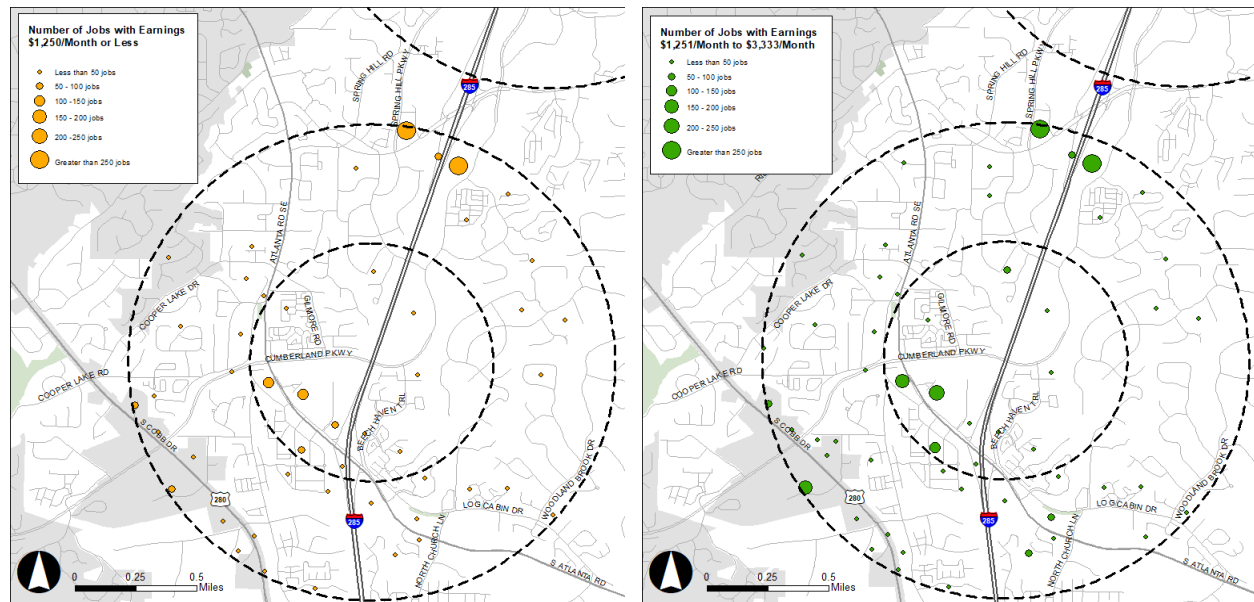 Number of Jobs with Earnings
$1,250/Month or Less
Less than 50 jobs
50 - 100 jobs
100 -150 jobs
150 - 200 jobs
200 -250 jobs
Greater than 250 jobs
SPRING HILL RD
SPRING HILL PKWY
285
ATLANTA RD SE
COOPER LAKE DR
GILMORE RD
CUMBERLAND PKWY
COOPER LAKE RD
BEECH HAVEN TRL
S COBB DR
WOODLAND BROOK DR
280
LOG CABIN DR
285
NORTH CHURCH LN
S ATLANTA RD
0 0.25 0.5
Miles
Number of Jobs with Earnings
$1,251/Month to $3,333/Month
Less than 50 jobs
50 - 100 jobs
100 - 150 jobs
150 - 200 jobs
200 - 250 jobs
Greater than 250 jobs
SPRING HILL RD
SPRING HILL PKWY
285
ATLANTA RD SE
COOPER LAKE DR
GILMORE RD
CUMBERLAND PKWY
COOPER LAKE RD
BEECH HAVEN TRL
S COBB DR
WOODLAND BROOK DR
280
LOG CABIN DR
285
NORTH CHURCH LN
S ATLANTA RD
0 0.25 0.5
Miles